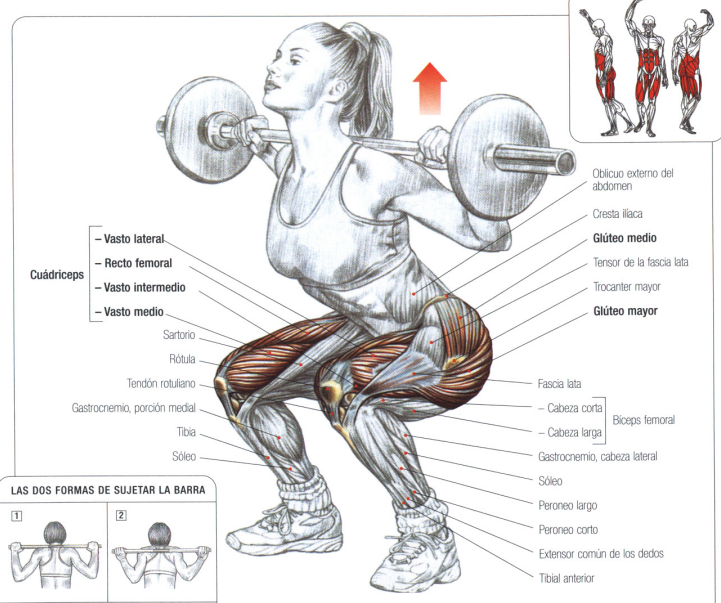 Oblicuo externo del
abdomen
Cresta ilíaca
Glúteo medio
Tensor de la fascia lata
Trocanter mayor
Glúteo mayor
Cuádriceps
– Vasto lateral
– Recto femoral
– Vasto intermedio
– Vasto medio
Sartorio
Rótula
Tendón rotuliano
Gastrocnemio, porción medial
Tibia
Sóleo
Fascia lata
– Cabeza corta
– Cabeza larga
Bíceps femoral
Gastrocnemio, cabeza lateral
Sóleo
Peroneo largo
Peroneo corto
Extensor común de los dedos
Tibial anterior
LAS DOS FORMAS DE SUJETAR LA BARRA
1
2